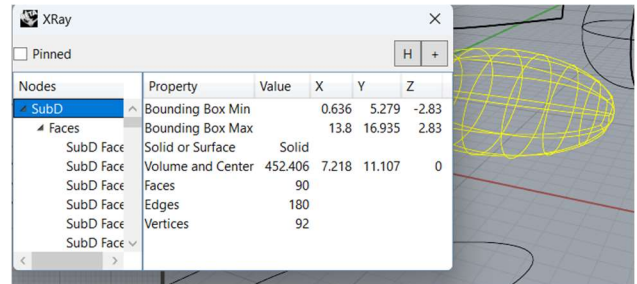 XRay
Pinned H +
Nodes Property Value X Y Z
SubD Bounding Box Min 0.636 5.279 -2.83
Faces Bounding Box Max 13.8 16.935 2.83
SubD Face Solid or Surface Solid
SubD Face Volume and Center 452.406 7.218 11.107 0
SubD Face Faces 90
SubD Face Edges 180
SubD Face Vertices 92
SubD Face